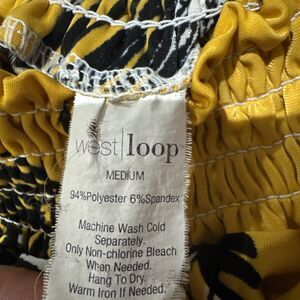 west|loop
MEDIUM
94%Polyester 6%Spandex
Machine Wash Cold
Separately.
Only Non-chlorine Bleach
When Needed.
Hang To Dry.
Warm Iron If Needed.